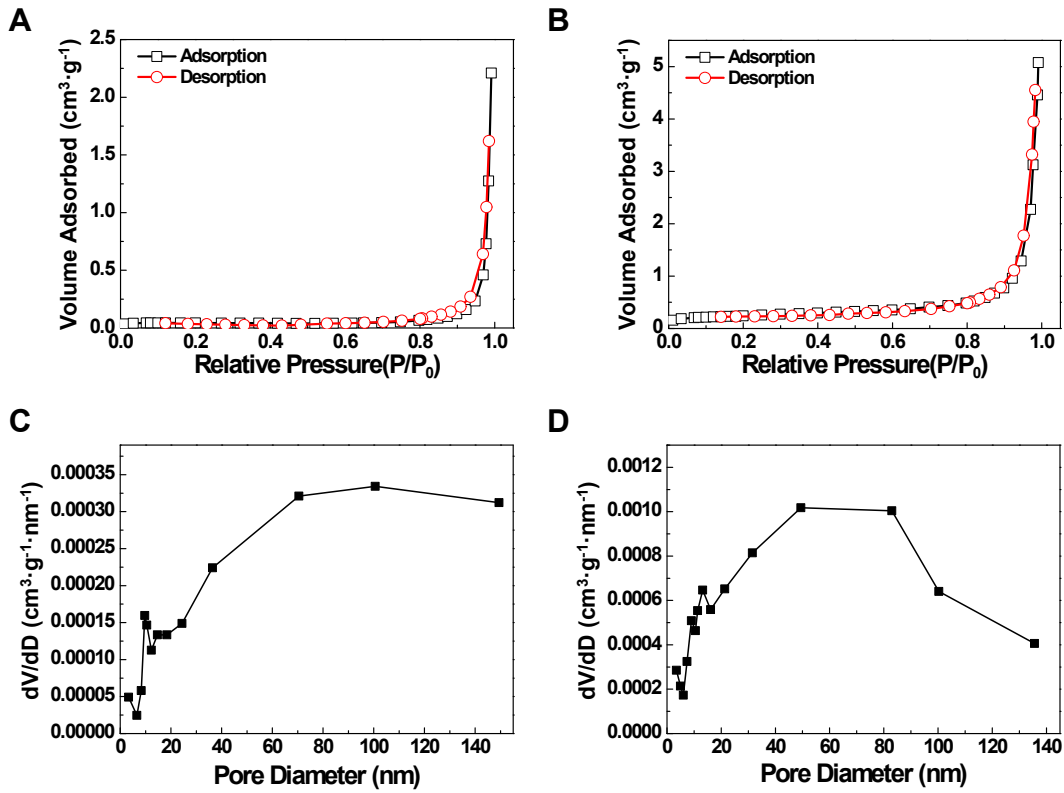 A
Volume Adsorbed (cm³·g⁻¹)
2.5
2.0
1.5
1.0
0.5
0.0
Adsorption
Desorption
0.0 0.2 0.4 0.6 0.8 1.0
Relative Pressure(P/P₀)
B
Volume Adsorbed (cm³·g⁻¹)
5
4
3
2
1
0
Adsorption
Desorption
0.0 0.2 0.4 0.6 0.8 1.0
Relative Pressure(P/P₀)
C
dV/dD (cm³·g⁻¹·nm⁻¹)
0.00035
0.00030
0.00025
0.00020
0.00015
0.00010
0.00005
0.00000
0 20 40 60 80 100 120 140
Pore Diameter (nm)
D
dV/dD (cm³·g⁻¹·nm⁻¹)
0.0012
0.0010
0.0008
0.0006
0.0004
0.0002
0.0000
0 20 40 60 80 100 120 140
Pore Diameter (nm)